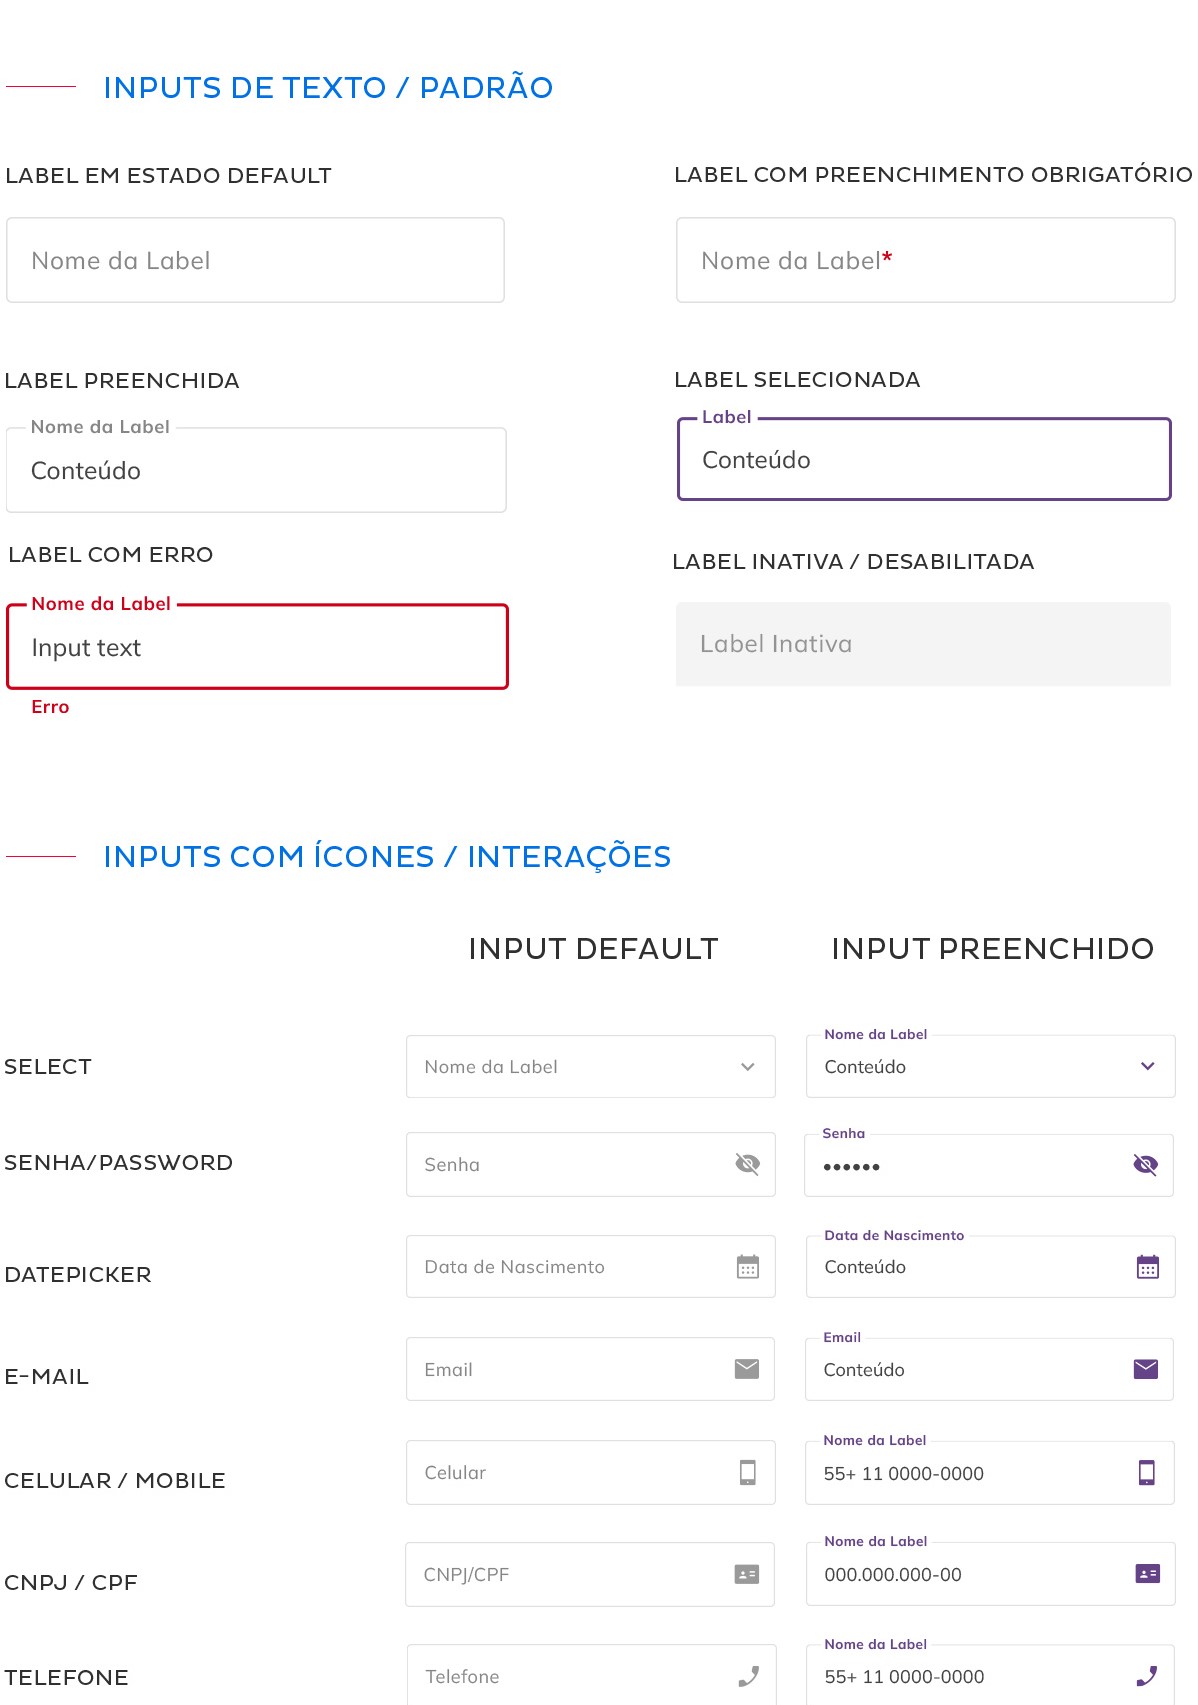 INPUTS DE TEXTO / PADRÃO
LABEL EM ESTADO DEFAULT
LABEL COM PREENCHIMENTO OBRIGATÓRIO
Nome da Label
Nome da Label*
LABEL PREENCHIDA
LABEL SELECIONADA
Nome da Label
Conteúdo
Label
Conteúdo
LABEL COM ERRO
LABEL INATIVA / DESABILITADA
Nome da Label
Input text
Erro
Label Inativa
INPUTS COM ÍCONES / INTERAÇÕES
INPUT DEFAULT
INPUT PREENCHIDO
SELECT
Nome da Label
Nome da Label
Conteúdo
SENHA/PASSWORD
Senha
Senha
••••••
DATEPICKER
Data de Nascimento
Data de Nascimento
Conteúdo
E-MAIL
Email
Email
Conteúdo
CELULAR / MOBILE
Celular
Nome da Label
55+ 11 0000-0000
CNPJ / CPF
CNPJ/CPF
Nome da Label
000.000.000-00
TELEFONE
Telefone
Nome da Label
55+ 11 0000-0000